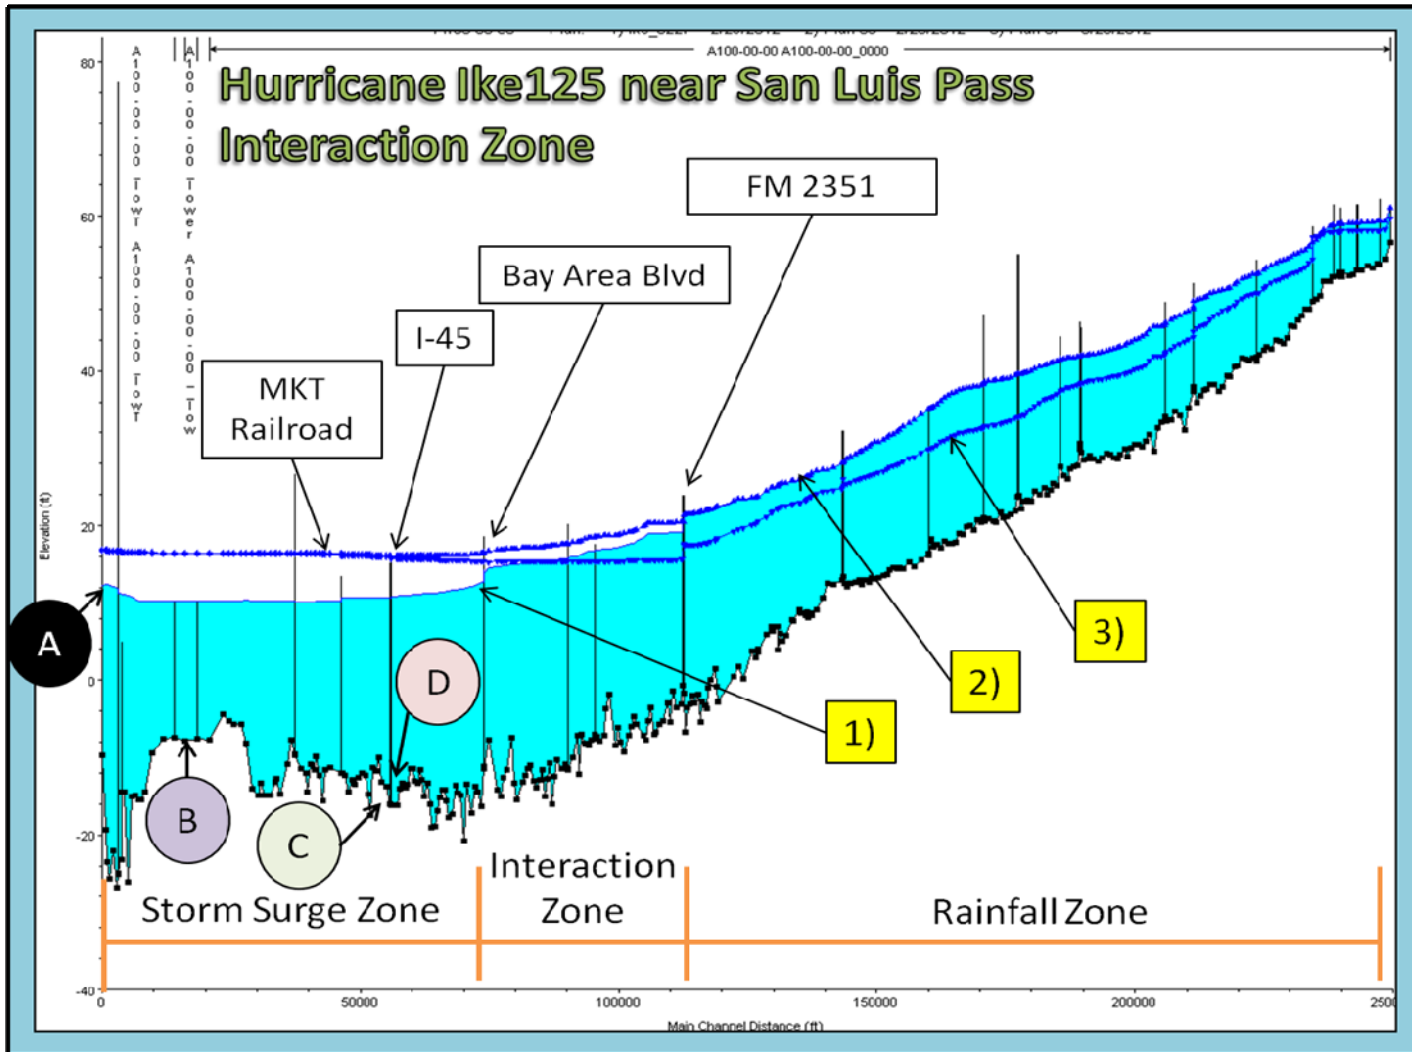 A100-00-00 A100-00-00_0000
Hurricane Ike125 near San Luis Pass
Interaction Zone
FM 2351
Bay Area Blvd
I-45
MKT
Railroad
80
60
40
20
0
-20
-40
Elevation (ft)
A
B
C
D
1)
2)
3)
Storm Surge Zone
Interaction
Zone
Rainfall Zone
0
50000
100000
150000
200000
Main Channel Distance (ft)